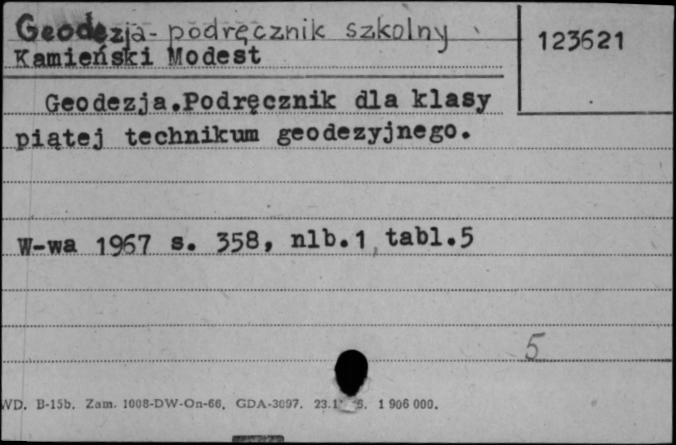 Geodezja - podręcznik szkolny
123621
Kamieński Modest
Geodezja.Podręcznik dla klasy
piątej technikum geodezyjnego.
W-wa 1967 s. 358, nlb.1, tabl.5
5
WD. B-15b. Zam. 1008-DW-On-66. GDA-3097. 1 906 000.